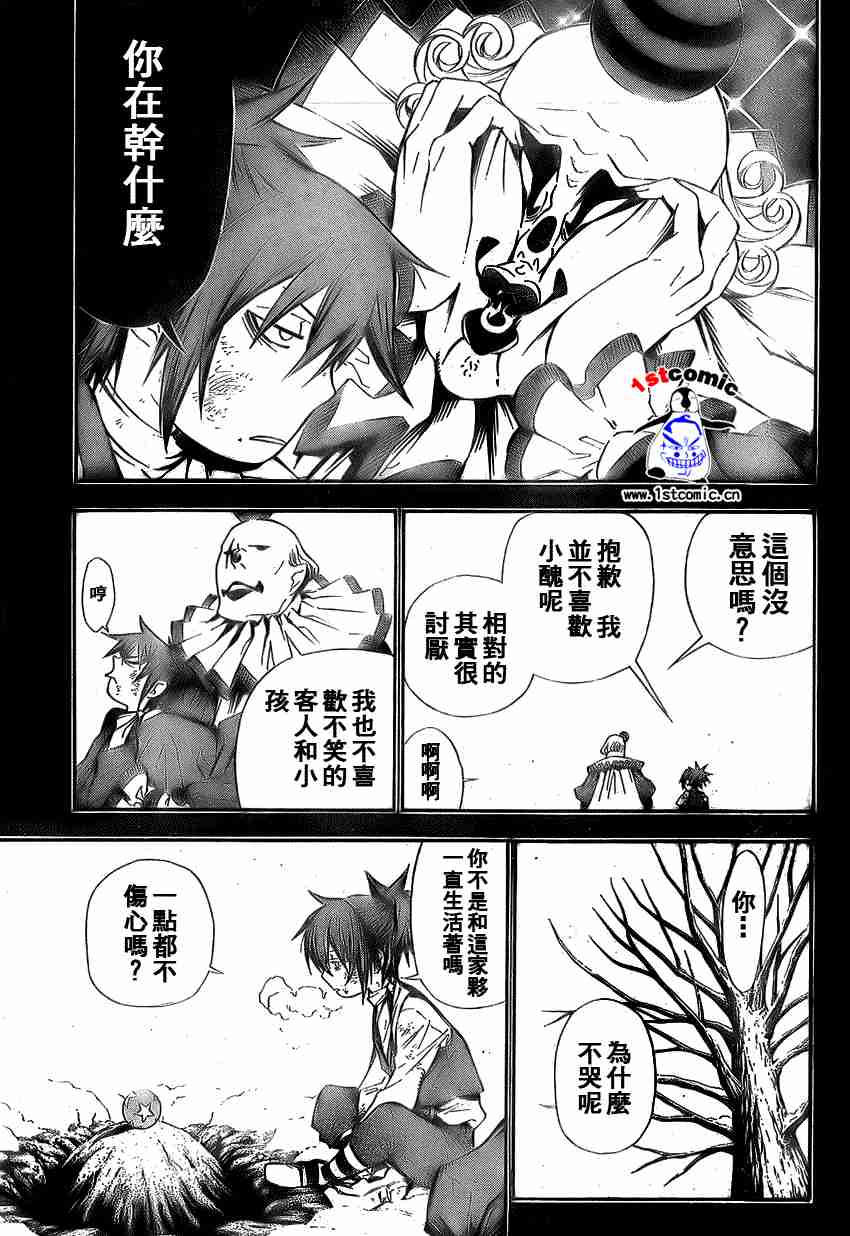 你在幹什麼
1stcomic
www.1stcomic.cn
這個沒
意思嗎？
抱歉 我
並不喜歡
小醜呢
相對的
其實很
討厭
啊啊啊
我也不喜
歡不笑的
客人和小
孩
哼
你…
為什麼
不哭呢
你不是和這家夥
一直生活著嗎
一點都不
傷心嗎？